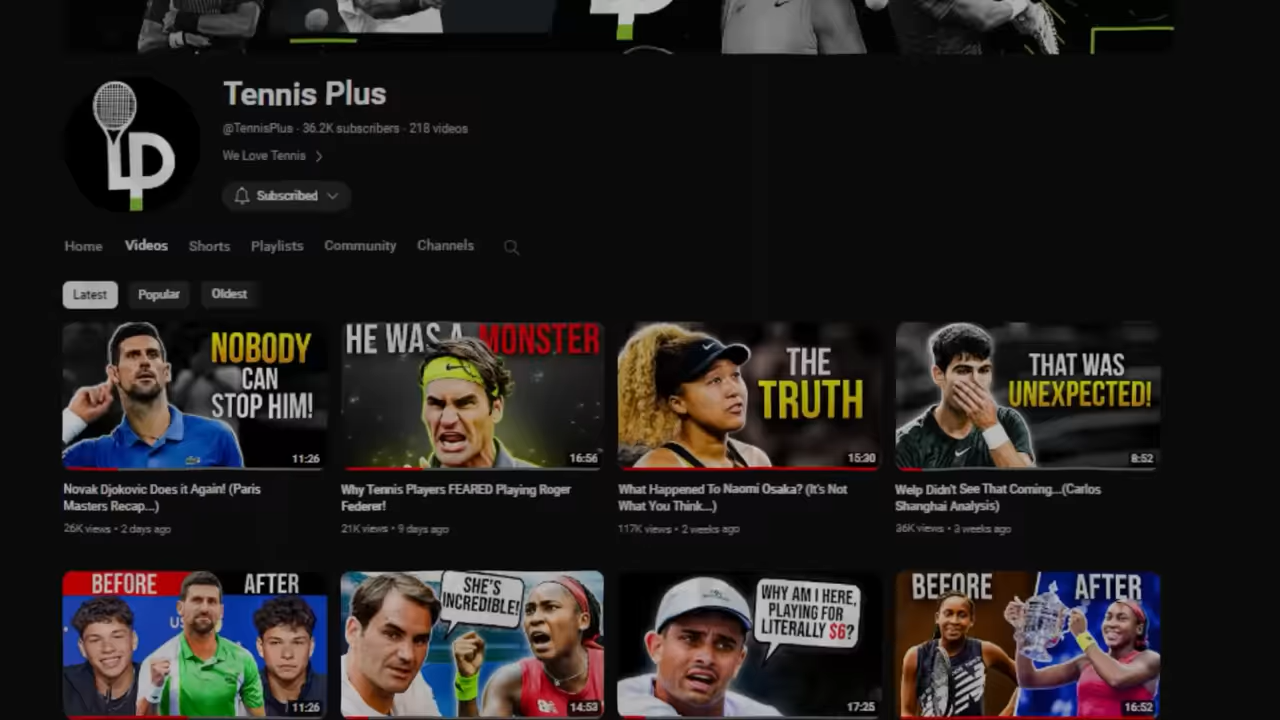 Tennis Plus
@TennisPlus · 36.2K subscribers · 218 videos
We Love Tennis
Subscribed
Home Videos Shorts Playlists Community Channels
Latest Popular Oldest
NOBODY
CAN
STOP HIM!
11:26
HE WAS A MONSTER
16:56
THE
TRUTH
15:30
THAT WAS
UNEXPECTED!
8:52
Novak Djokovic Does it Again! (Paris
Masters Recap...)
26K views • 2 days ago
Why Tennis Players FEARED Playing Roger
Federer!
21K views • 9 days ago
What Happened To Naomi Osaka? (It's Not
What You Think...)
117K views • 2 weeks ago
Welp Didn't See That Coming...(Carlos
Shanghai Analysis)
36K views • 3 weeks ago
BEFORE AFTER
11:26
SHE'S
INCREDIBLE!
14:53
WHY AM I HERE,
PLAYING FOR
LITERALLY $6?
17:25
BEFORE AFTER
16:52